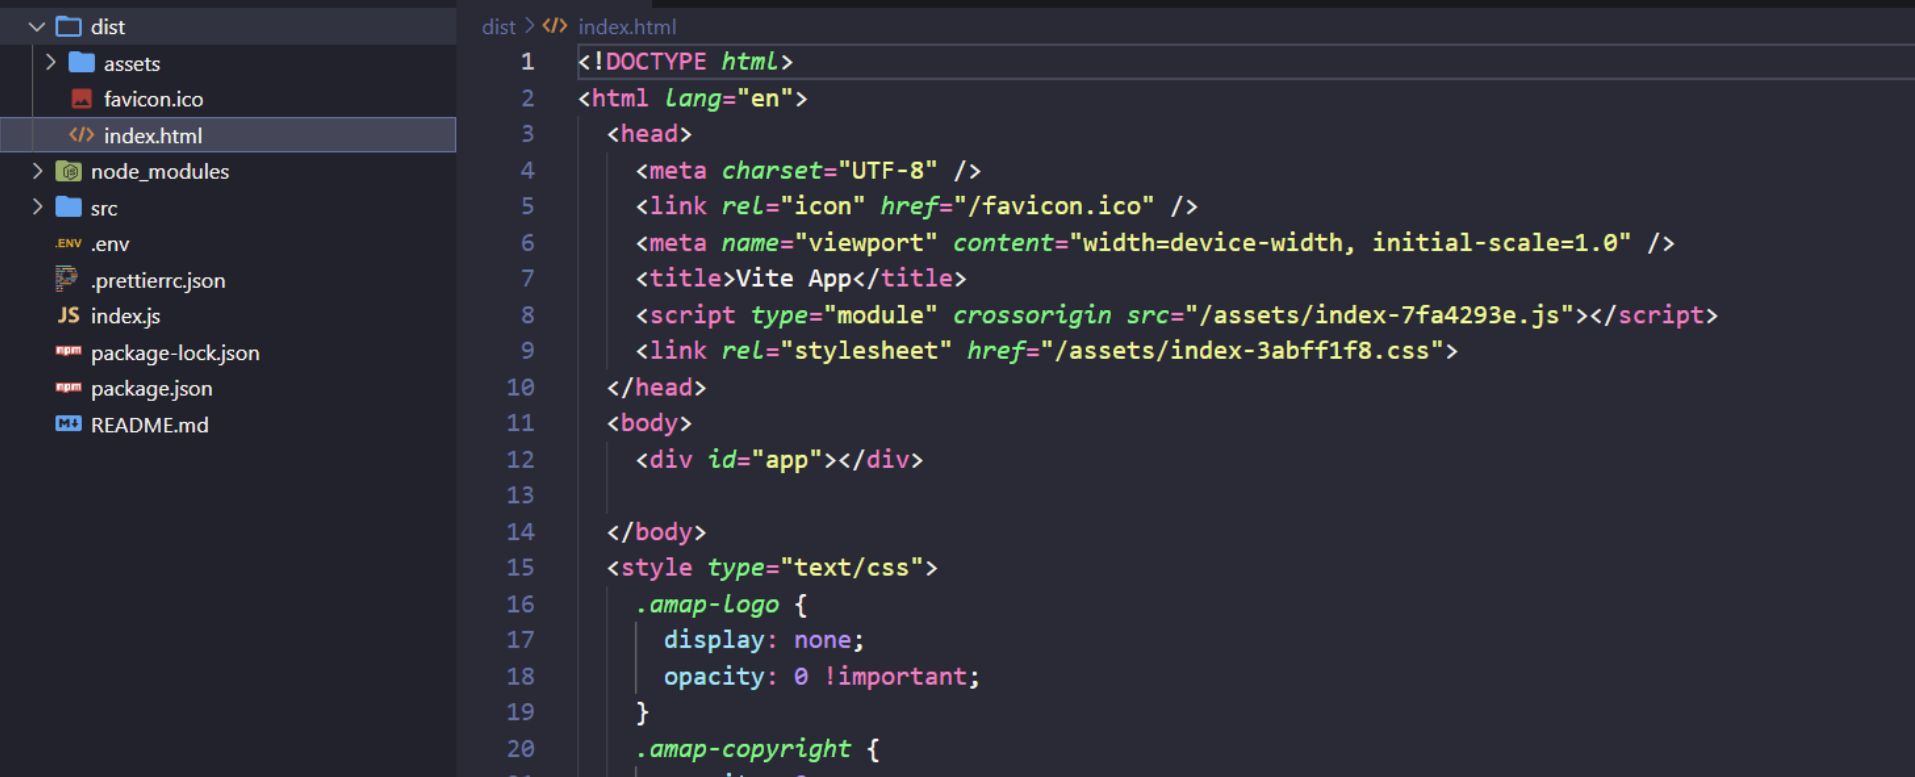 dist
assets
favicon.ico
</> index.html
node_modules
src
.ENV .env
.prettierrc.json
JS index.js
npm package-lock.json
npm package.json
M↓ README.md
dist > </> index.html
1 <!DOCTYPE html>
2 <html lang="en">
3 <head>
4 <meta charset="UTF-8" />
5 <link rel="icon" href="/favicon.ico" />
6 <meta name="viewport" content="width=device-width, initial-scale=1.0" />
7 <title>Vite App</title>
8 <script type="module" crossorigin src="/assets/index-7fa4293e.js"></script>
9 <link rel="stylesheet" href="/assets/index-3abff1f8.css">
10 </head>
11 <body>
12 <div id="app"></div>
13
14 </body>
15 <style type="text/css">
16 .amap-logo {
17 display: none;
18 opacity: 0 !important;
19 }
20 .amap-copyright {